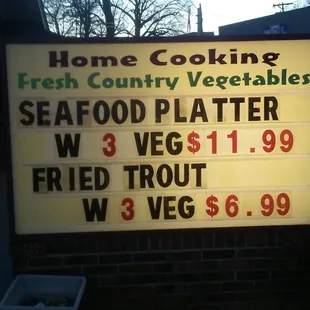 Home Cooking
Fresh Country Vegetables
SEAFOOD PLATTER
W 3 VEG $11.99
FRIED TROUT
W 3 VEG $6.99